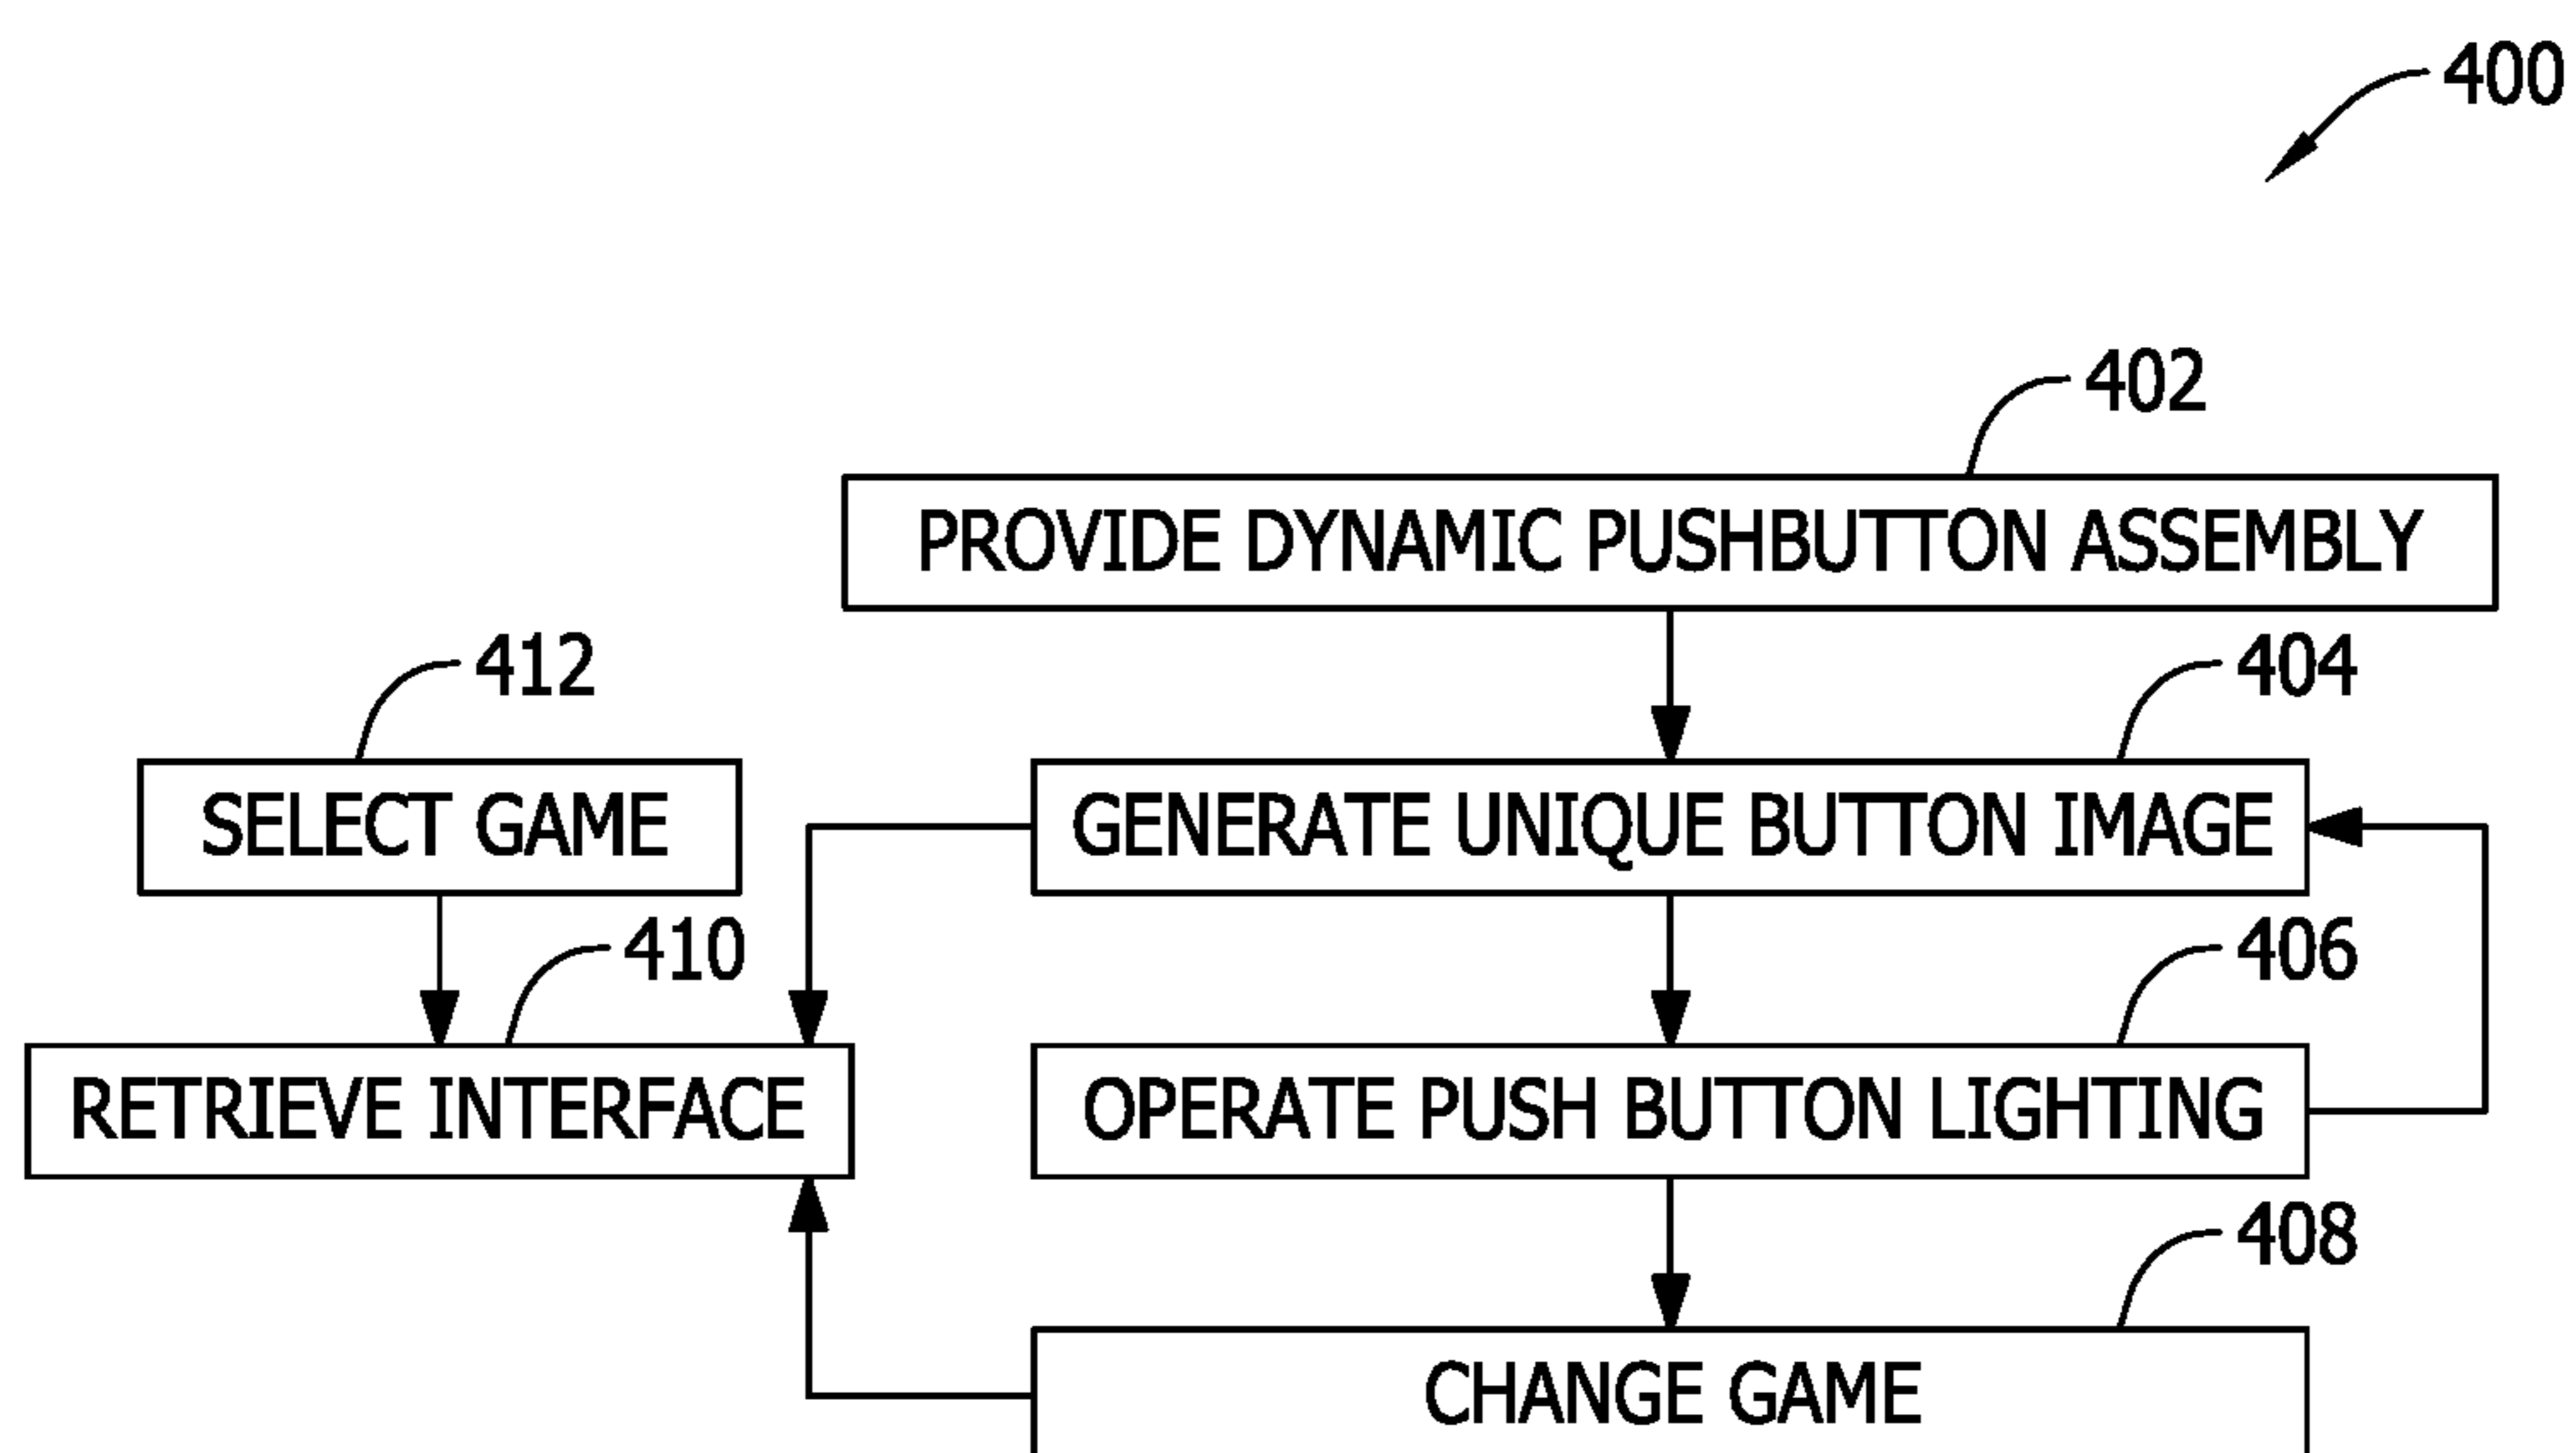 400
402
PROVIDE DYNAMIC PUSHBUTTON ASSEMBLY
412
404
SELECT GAME
GENERATE UNIQUE BUTTON IMAGE
410
406
RETRIEVE INTERFACE
OPERATE PUSH BUTTON LIGHTING
408
CHANGE GAME